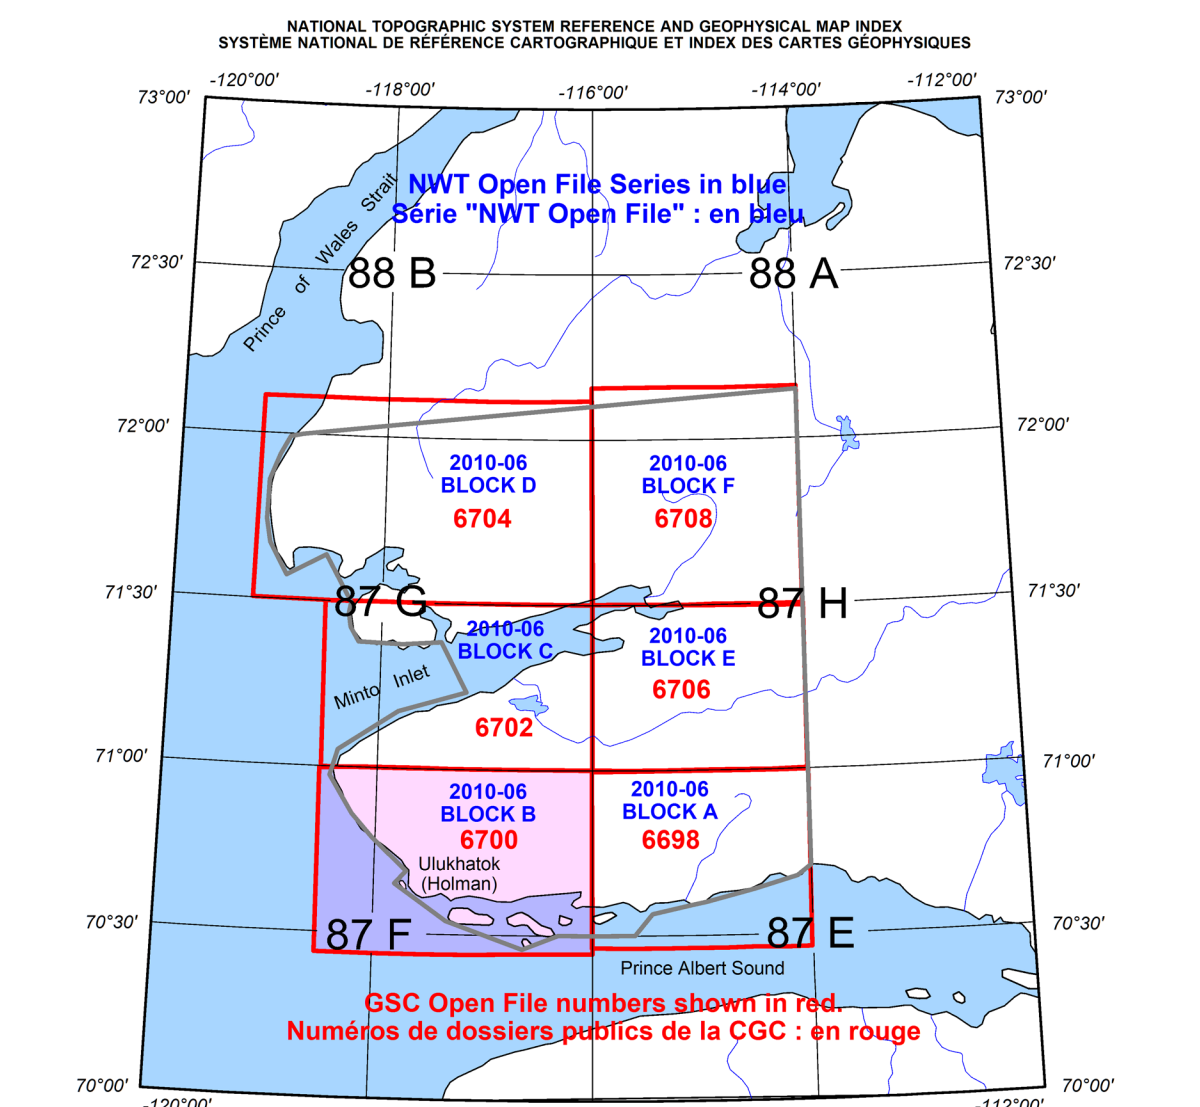 NATIONAL TOPOGRAPHIC SYSTEM REFERENCE AND GEOPHYSICAL MAP INDEX
SYSTÈME NATIONAL DE RÉFÉRENCE CARTOGRAPHIQUE ET INDEX DES CARTES GÉOPHYSIQUES
-120°00'
-118°00'
-116°00'
-114°00'
-112°00'
73°00'
73°00'
NWT Open File Series in blue
Série "NWT Open File" : en bleu
Prince of Wales Strait
72°30'
88 B
88 A
72°30'
72°00'
72°00'
2010-06
BLOCK D
6704
2010-06
BLOCK F
6708
71°30'
87 G
87 H
71°30'
2010-06
BLOCK C
2010-06
BLOCK E
6706
Minto Inlet
6702
71°00'
71°00'
2010-06
BLOCK B
6700
2010-06
BLOCK A
6698
Ulukhatok
(Holman)
70°30'
87 F
87 E
70°30'
Prince Albert Sound
GSC Open File numbers shown in red.
Numéros de dossiers publics de la CGC : en rouge
70°00'
70°00'
-120°00'
-112°00'